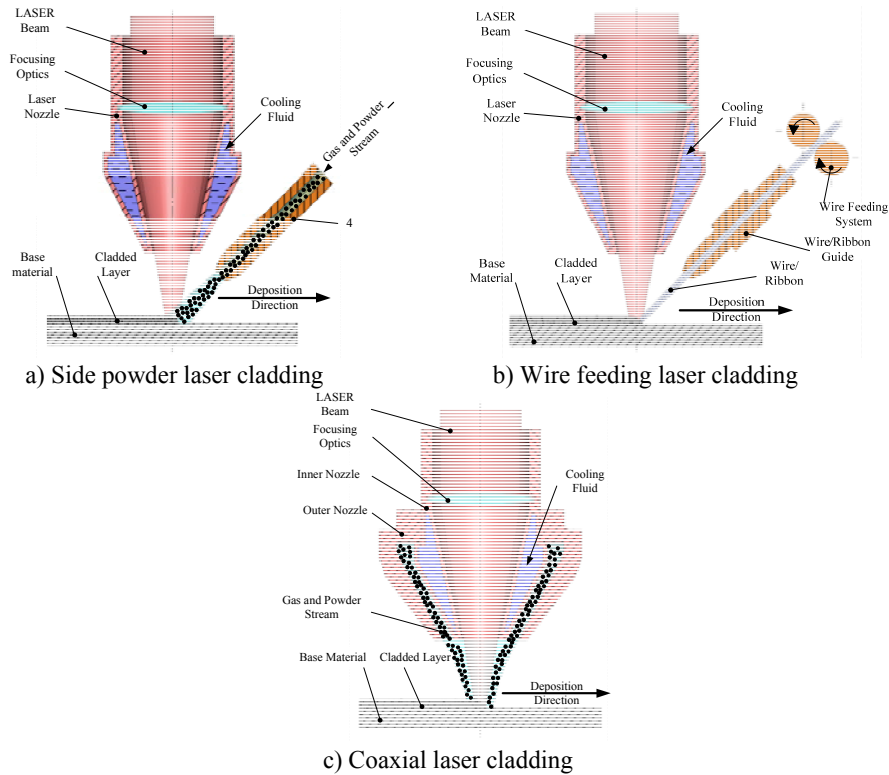 LASER
Beam
Focusing
Optics
Laser
Nozzle
Cooling
Fluid
Gas and Powder
Stream
4
Base
material
Cladded
Layer
Deposition
Direction
a) Side powder laser cladding
LASER
Beam
Focusing
Optics
Laser
Nozzle
Cooling
Fluid
Wire Feeding
System
Wire/Ribbon
Guide
Wire/
Ribbon
Base
Material
Cladded
Layer
Deposition
Direction
b) Wire feeding laser cladding
LASER
Beam
Focusing
Optics
Inner Nozzle
Outer Nozzle
Cooling
Fluid
Gas and Powder
Stream
Base Material
Cladded Layer
Deposition
Direction
c) Coaxial laser cladding